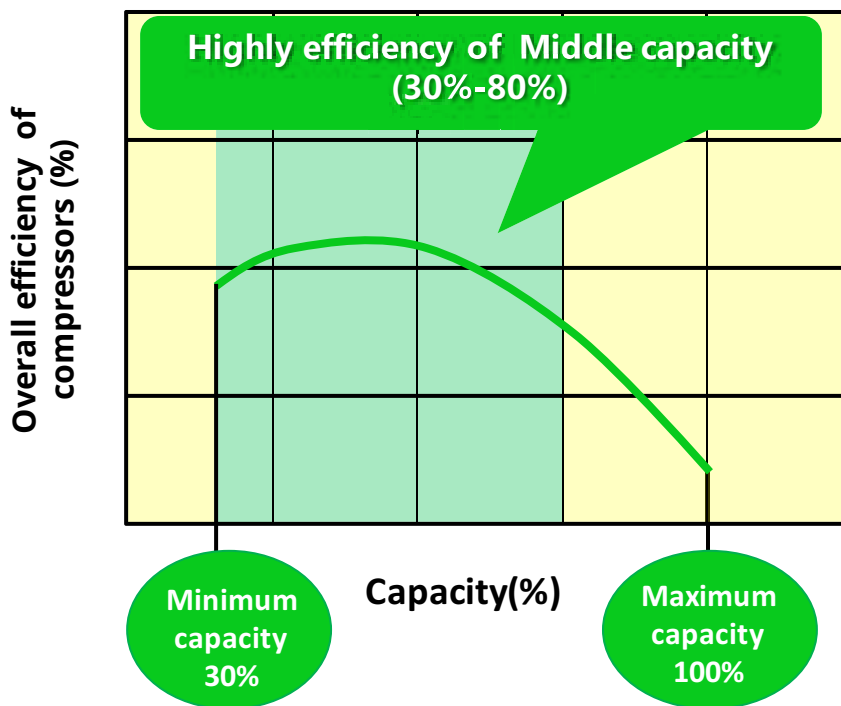 Highly efficiency of Middle capacity
(30%-80%)
Overall efficiency of
compressors (%)
Capacity(%)
Minimum
capacity
30%
Maximum
capacity
100%